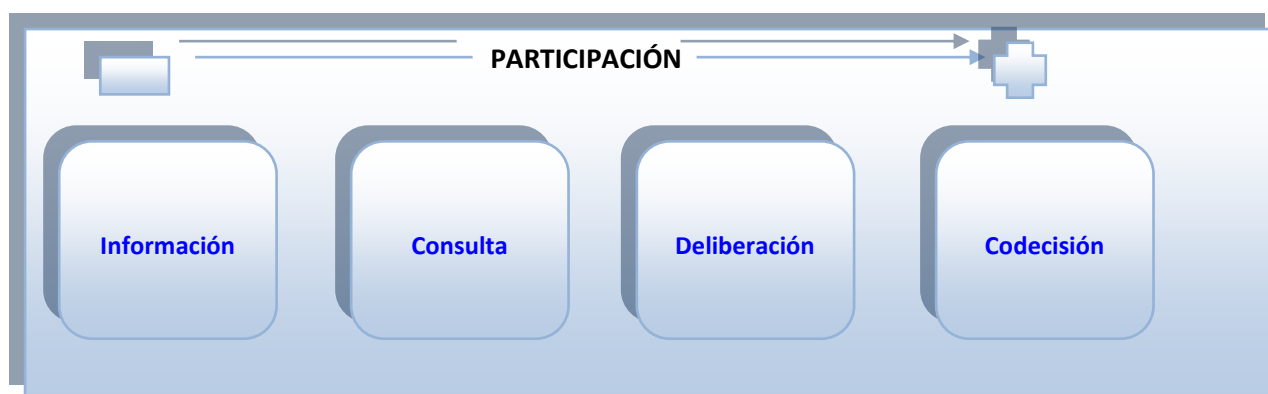 PARTICIPACIÓN
Información
Consulta
Deliberación
Codecisión